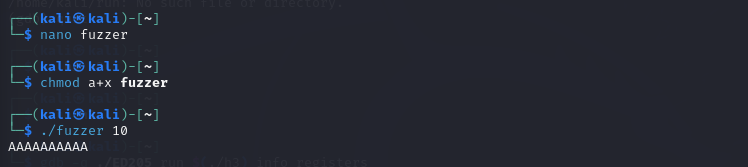 ┌──(kali㉿kali)-[~]
└─$ nano fuzzer
┌──(kali㉿kali)-[~]
└─$ chmod a+x fuzzer
┌──(kali㉿kali)-[~]
└─$ ./fuzzer 10
AAAAAAAAAA